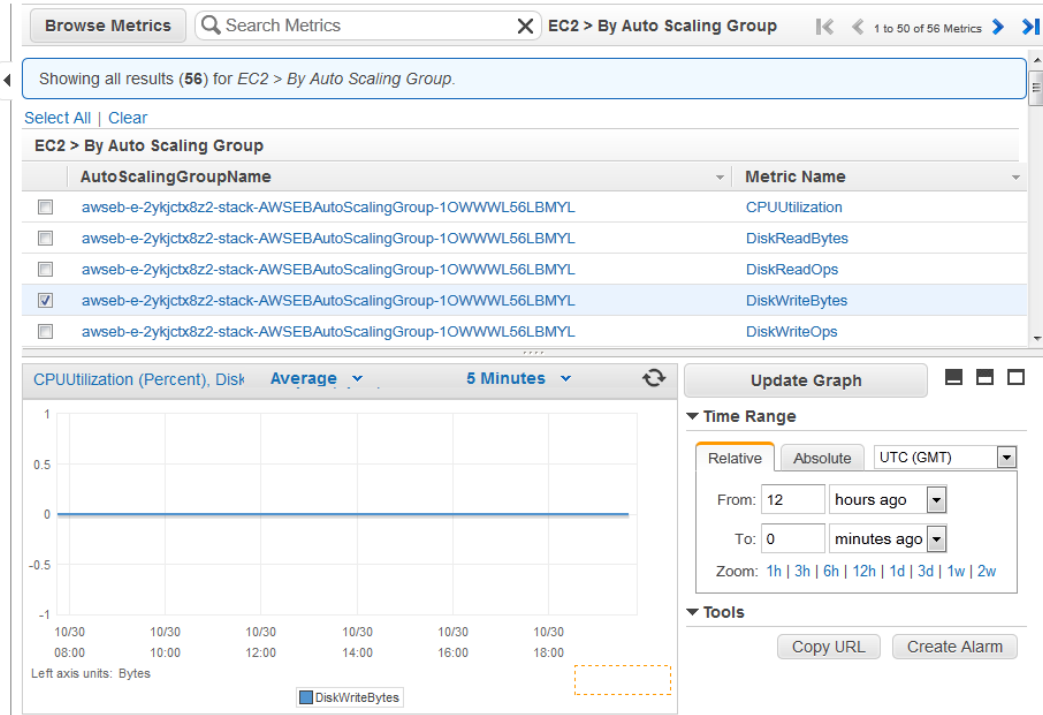 Browse Metrics Search Metrics EC2 > By Auto Scaling Group 1 to 50 of 56 Metrics
Showing all results (56) for EC2 > By Auto Scaling Group.
Select All | Clear
EC2 > By Auto Scaling Group
AutoScalingGroupName Metric Name
awseb-e-2ykjctx8z2-stack-AWSEBAutoScalingGroup-1OWWWL56LBMYL CPUUtilization
awseb-e-2ykjctx8z2-stack-AWSEBAutoScalingGroup-1OWWWL56LBMYL DiskReadBytes
awseb-e-2ykjctx8z2-stack-AWSEBAutoScalingGroup-1OWWWL56LBMYL DiskReadOps
awseb-e-2ykjctx8z2-stack-AWSEBAutoScalingGroup-1OWWWL56LBMYL DiskWriteBytes
awseb-e-2ykjctx8z2-stack-AWSEBAutoScalingGroup-1OWWWL56LBMYL DiskWriteOps
CPUUtilization (Percent), Disk Average 5 Minutes
1
0.5
0
-0.5
-1
10/30 10/30 10/30 10/30 10/30 10/30
08:00 10:00 12:00 14:00 16:00 18:00
Left axis units: Bytes
DiskWriteBytes
Update Graph
Time Range
Relative Absolute UTC (GMT)
From: 12 hours ago
To: 0 minutes ago
Zoom: 1h | 3h | 6h | 12h | 1d | 3d | 1w | 2w
Tools
Copy URL Create Alarm